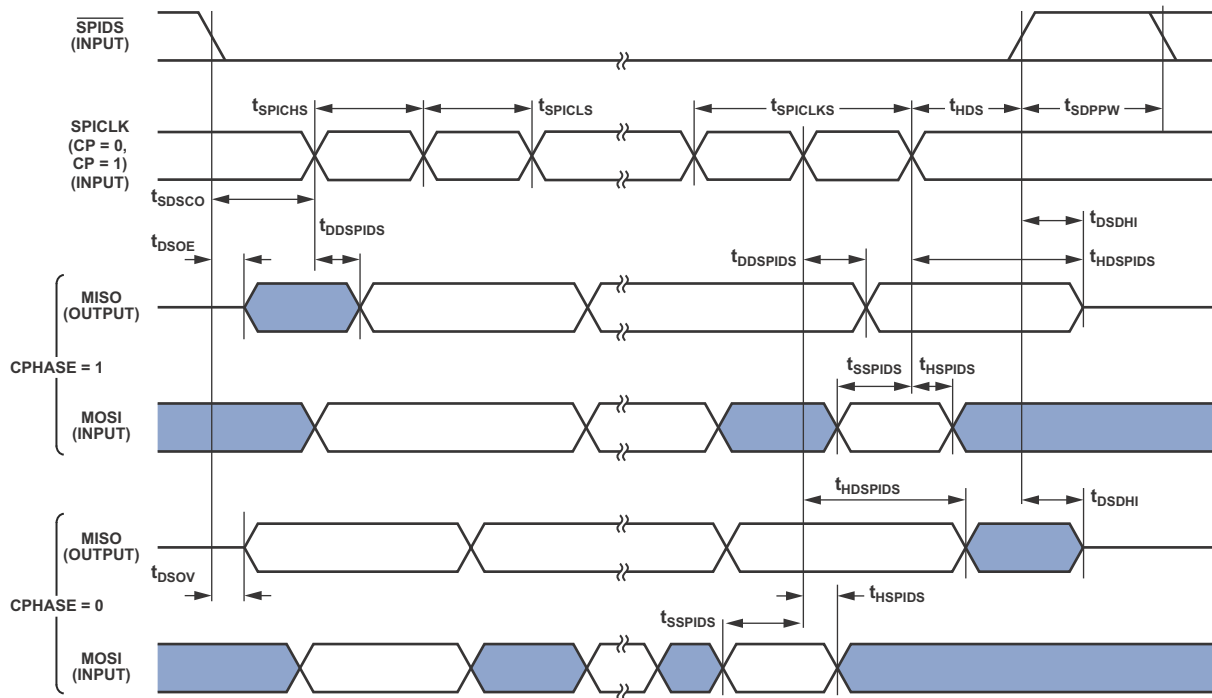 SPIDS
(INPUT)
tSPICHS
tSPICLS
tSPICLKS
tHDS
tSDPPW
SPICLK
(CP = 0,
CP = 1)
(INPUT)
tSDSCO
tDSOE
tDDSPIDS
tDDSPIDS
tDSDHI
tHDSPIDS
MISO
(OUTPUT)
CPHASE = 1
tSSPIDS
tHSPIDS
MOSI
(INPUT)
tHDSPIDS
tDSDHI
MISO
(OUTPUT)
tDSOV
CPHASE = 0
tHSPIDS
tSSPIDS
MOSI
(INPUT)